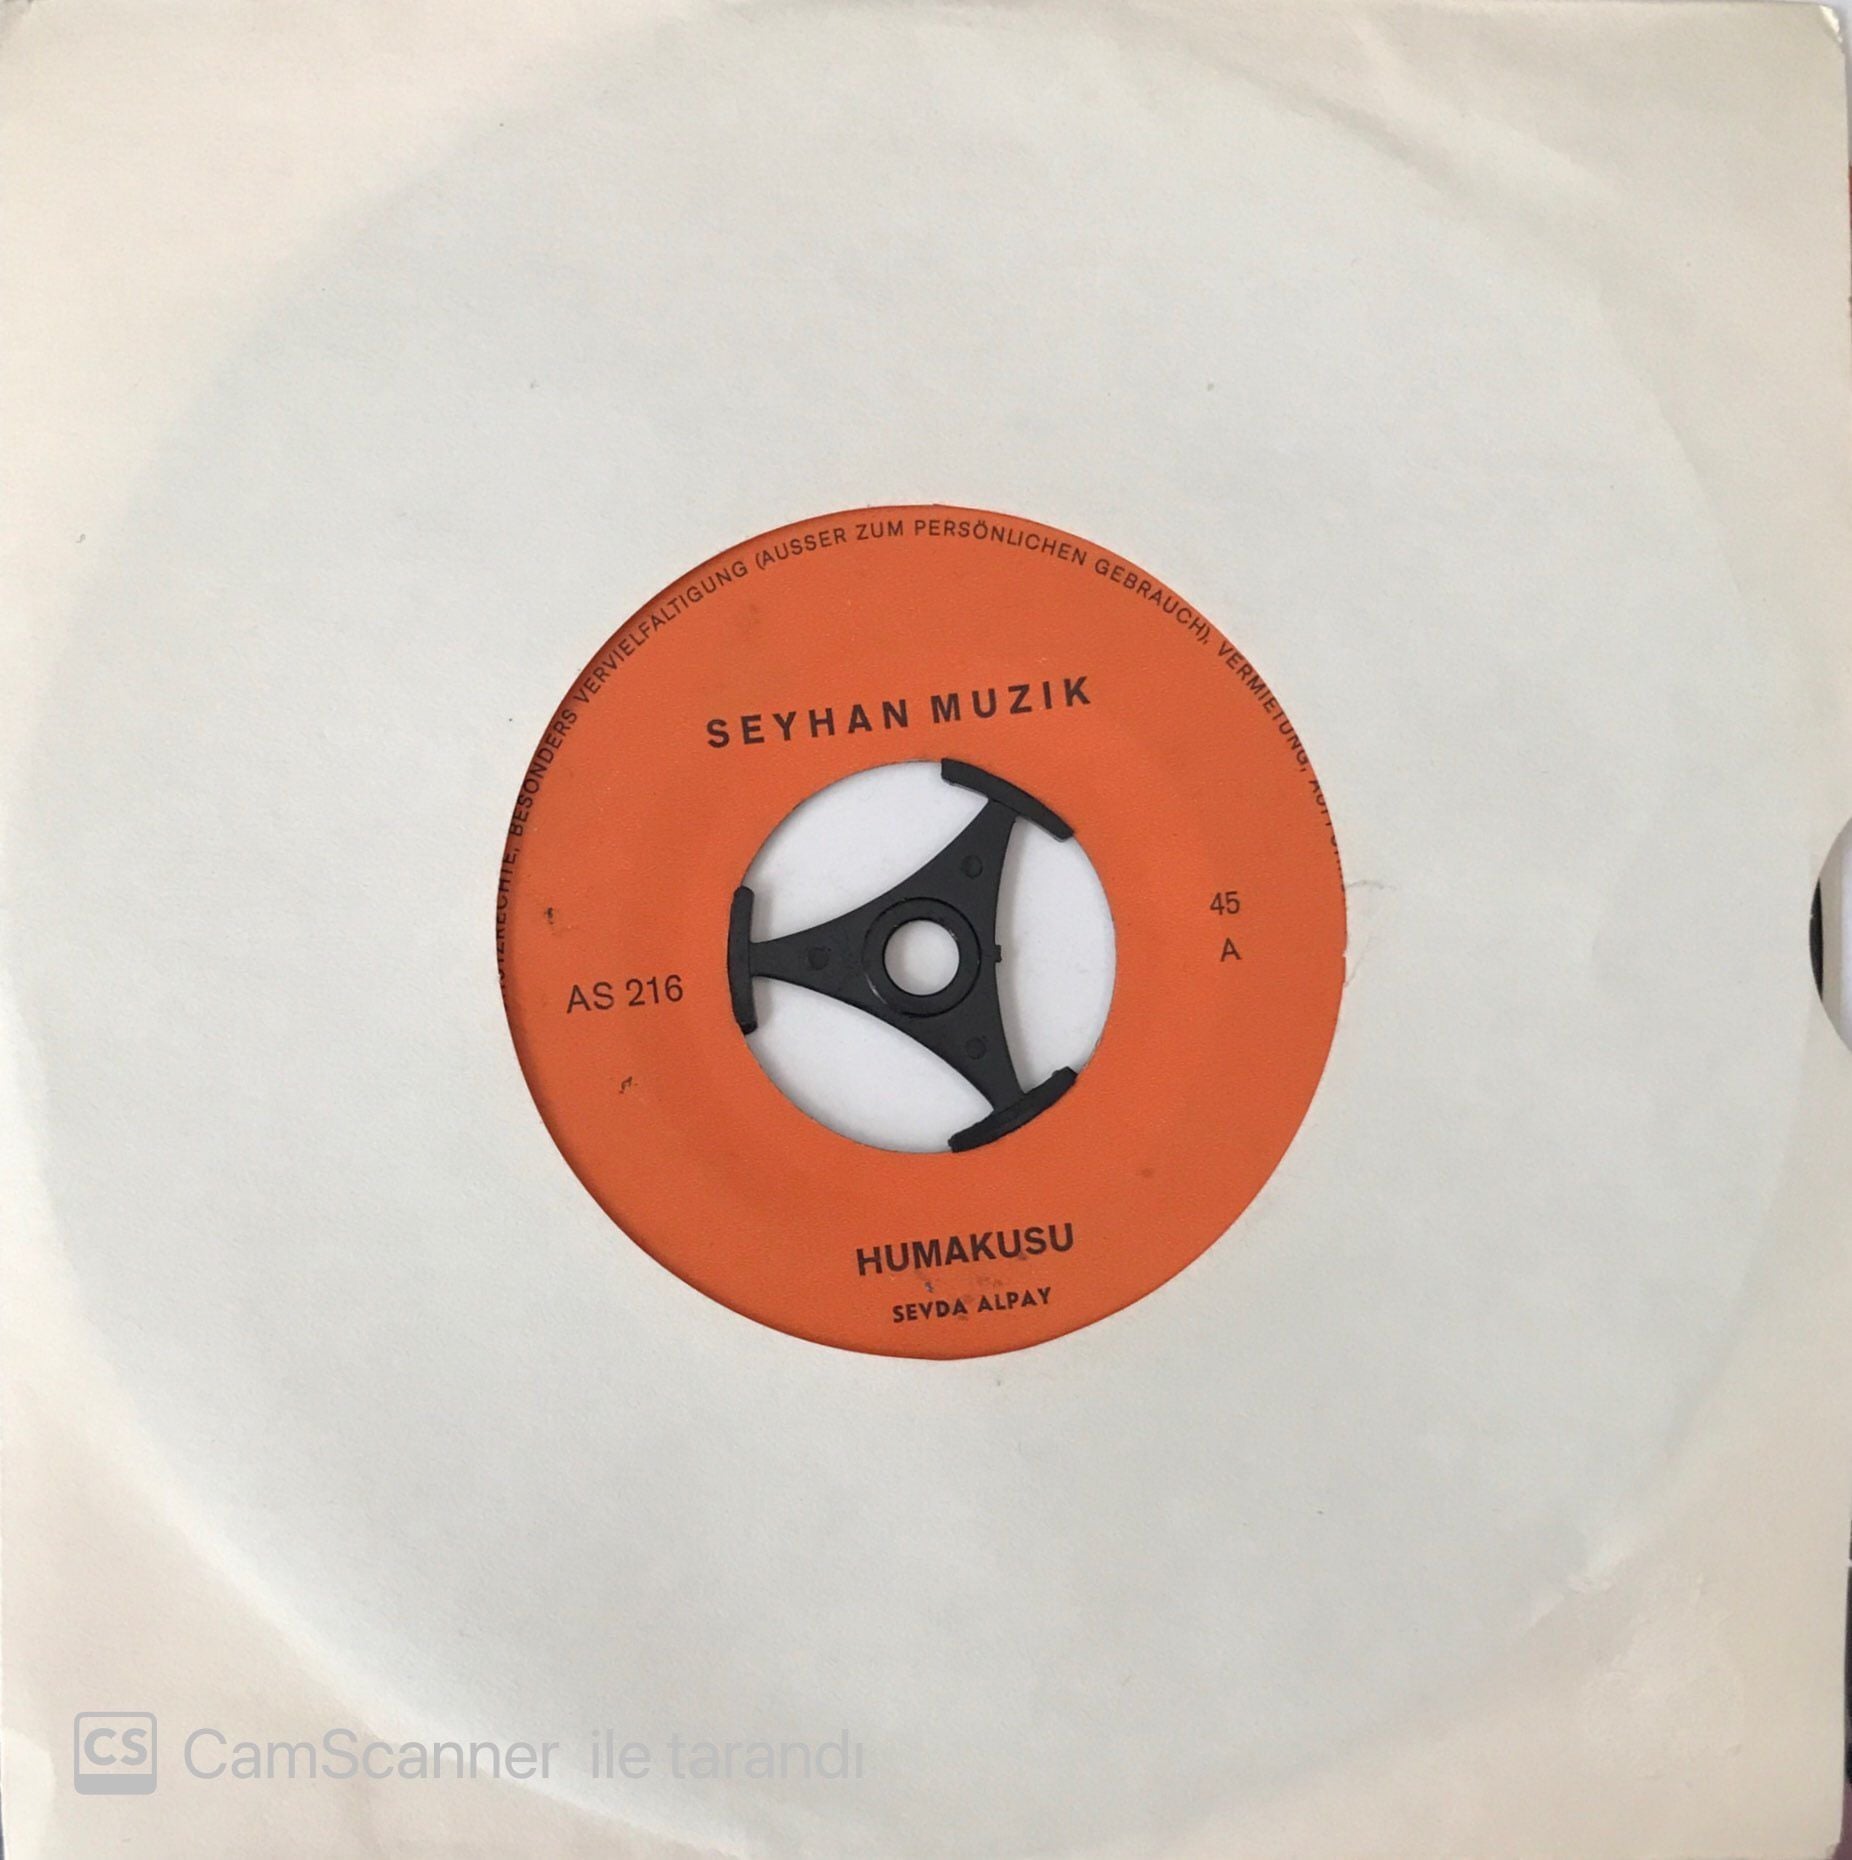 BESONDERS VERVIELFÄLTIGUNG (AUSSER ZUM PERSÖNLICHEN GEBRAUCH), VERMIETUNG,
SEYHAN MUZIK
45
A
AS 216
HUMAKUSU
SEVDA ALPAY
CS CamScanner ile tarandı